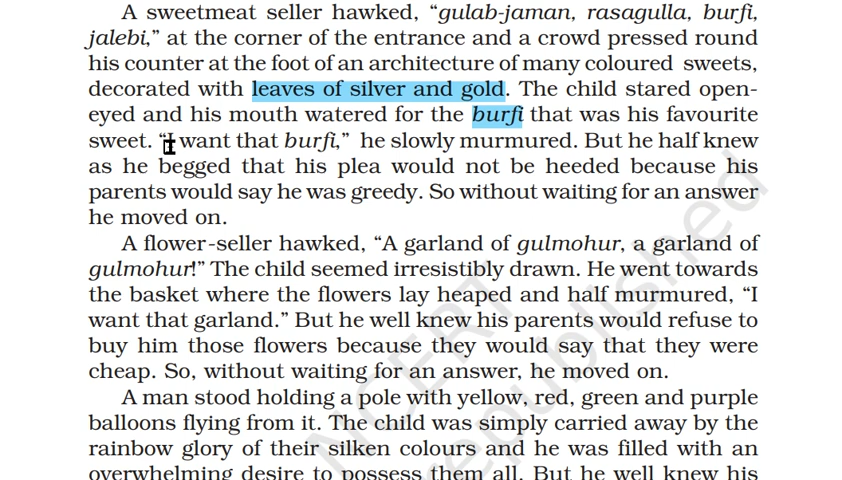 A sweetmeat seller hawked, “gulab-jaman, rasagulla, burfi,
jalebi,” at the corner of the entrance and a crowd pressed round
his counter at the foot of an architecture of many coloured sweets,
decorated with leaves of silver and gold. The child stared open-
eyed and his mouth watered for the burfi that was his favourite
sweet. “I want that burfi,” he slowly murmured. But he half knew
as he begged that his plea would not be heeded because his
parents would say he was greedy. So without waiting for an answer
he moved on.
A flower-seller hawked, “A garland of gulmohur, a garland of
gulmohur!” The child seemed irresistibly drawn. He went towards
the basket where the flowers lay heaped and half murmured, “I
want that garland.” But he well knew his parents would refuse to
buy him those flowers because they would say that they were
cheap. So, without waiting for an answer, he moved on.
A man stood holding a pole with yellow, red, green and purple
balloons flying from it. The child was simply carried away by the
rainbow glory of their silken colours and he was filled with an
overwhelming desire to possess them all. But he well knew his
NCERT
republished